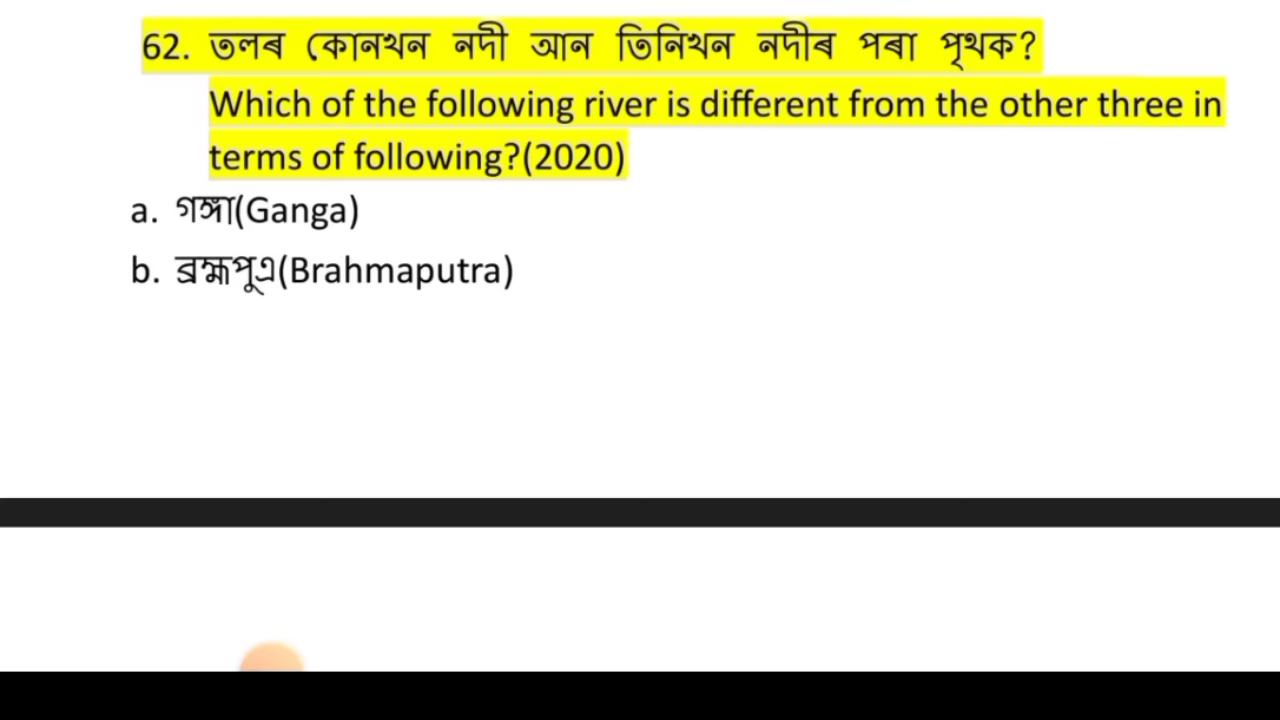 62. তলৰ কোনখন নদী আন তিনিখন নদীৰ পৰা পৃথক?
Which of the following river is different from the other three in
terms of following?(2020)
a. গঙ্গা(Ganga)
b. ব্ৰহ্মপুএ(Brahmaputra)